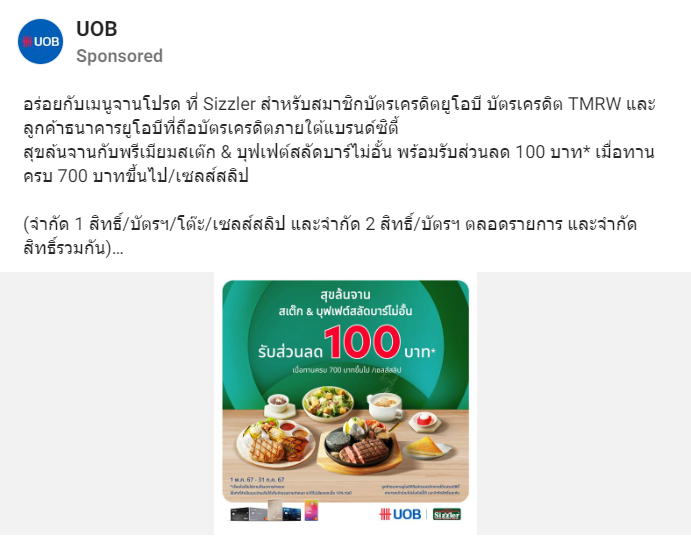 UOB
UOB
Sponsored
อร่อยกับเมนูจานโปรด ที่ Sizzler สำหรับสมาชิกบัตรเครดิตยูโอบี บัตรเครดิต TMRW และ
ลูกค้าธนาคารยูโอบีที่ถือบัตรเครดิตภายใต้แบรนด์ซิตี้
สุขล้นจานกับพรีเมียมสเต๊ก & บุฟเฟต์สลัดบาร์ไม่อั้น พร้อมรับส่วนลด 100 บาท* เมื่อทาน
ครบ 700 บาทขึ้นไป/เซลส์สลิป
(จำกัด 1 สิทธิ์/บัตรฯ/โต๊ะ/เซลส์สลิป และจำกัด 2 สิทธิ์/บัตรฯ ตลอดรายการ และจำกัด
สิทธิ์รวมกัน)...
สุขล้นจาน
สเต๊ก & บุฟเฟต์สลัดบาร์ไม่อั้น
รับส่วนลด 100 บาท*
เมื่อทานครบ 700 บาทขึ้นไป /เซลส์สลิป
1 พ.ค. 67 - 31 ก.ค. 67
UOB
Sizzler